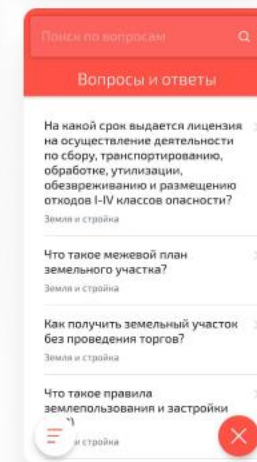 Поиск по вопросам
Вопросы и ответы
На какой срок выдается лицензия
на осуществление деятельности
по сбору, транспортированию,
обработке, утилизации,
обезвреживанию и размещению
отходов I-IV классов опасности?
Земля и стройка
Что такое межевой план
земельного участка?
Земля и стройка
Как получить земельный участок
без проведения торгов?
Земля и стройка
Что такое правила
землепользования и застройки
и стройка